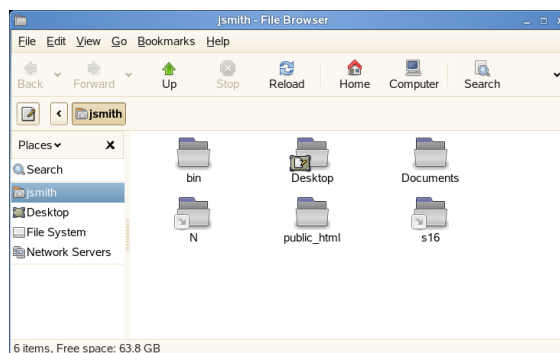 jsmith - File Browser
File Edit View Go Bookmarks Help
Back Forward Up Stop Reload Home Computer Search
jsmith
Places
Search
jsmith
Desktop
File System
Network Servers
bin Desktop Documents
N public_html s16
6 items, Free space: 63.8 GB